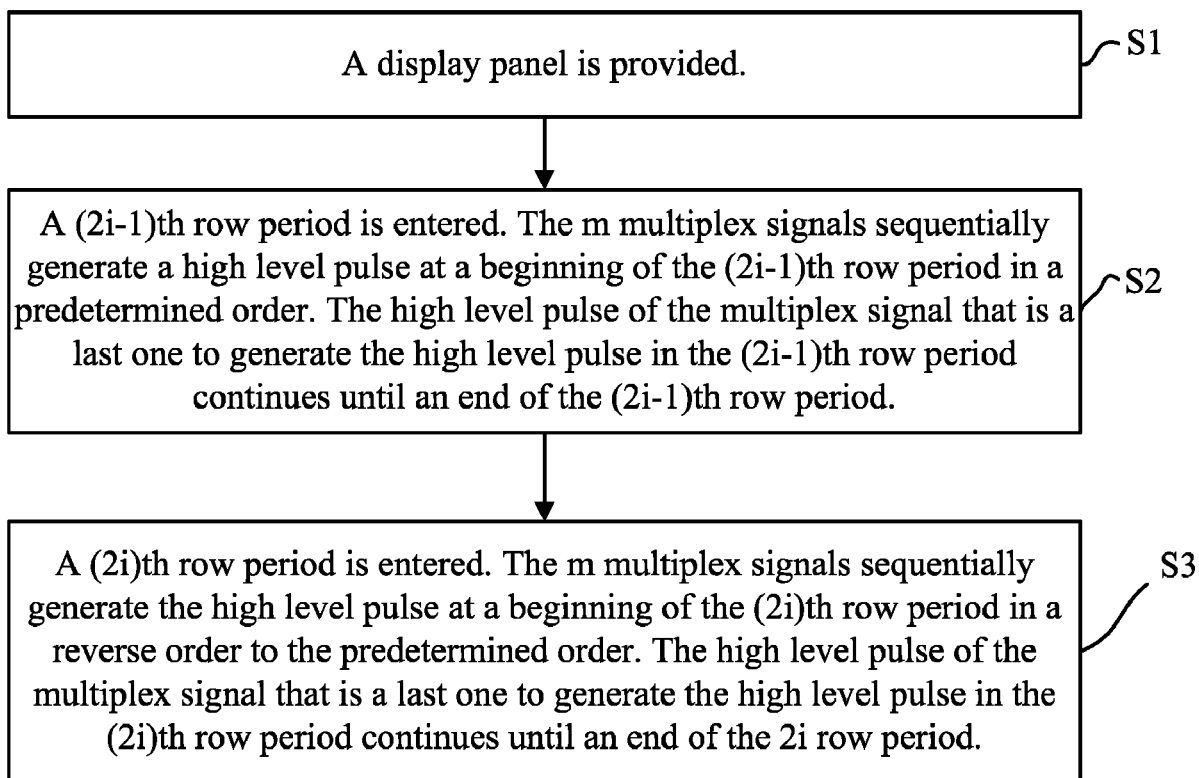 A display panel is provided.
S1
A (2i-1)th row period is entered. The m multiplex signals sequentially
generate a high level pulse at a beginning of the (2i-1)th row period in a
predetermined order. The high level pulse of the multiplex signal that is a
last one to generate the high level pulse in the (2i-1)th row period
continues until an end of the (2i-1)th row period.
S2
A (2i)th row period is entered. The m multiplex signals sequentially
generate the high level pulse at a beginning of the (2i)th row period in a
reverse order to the predetermined order. The high level pulse of the
multiplex signal that is a last one to generate the high level pulse in the
(2i)th row period continues until an end of the 2i row period.
S3